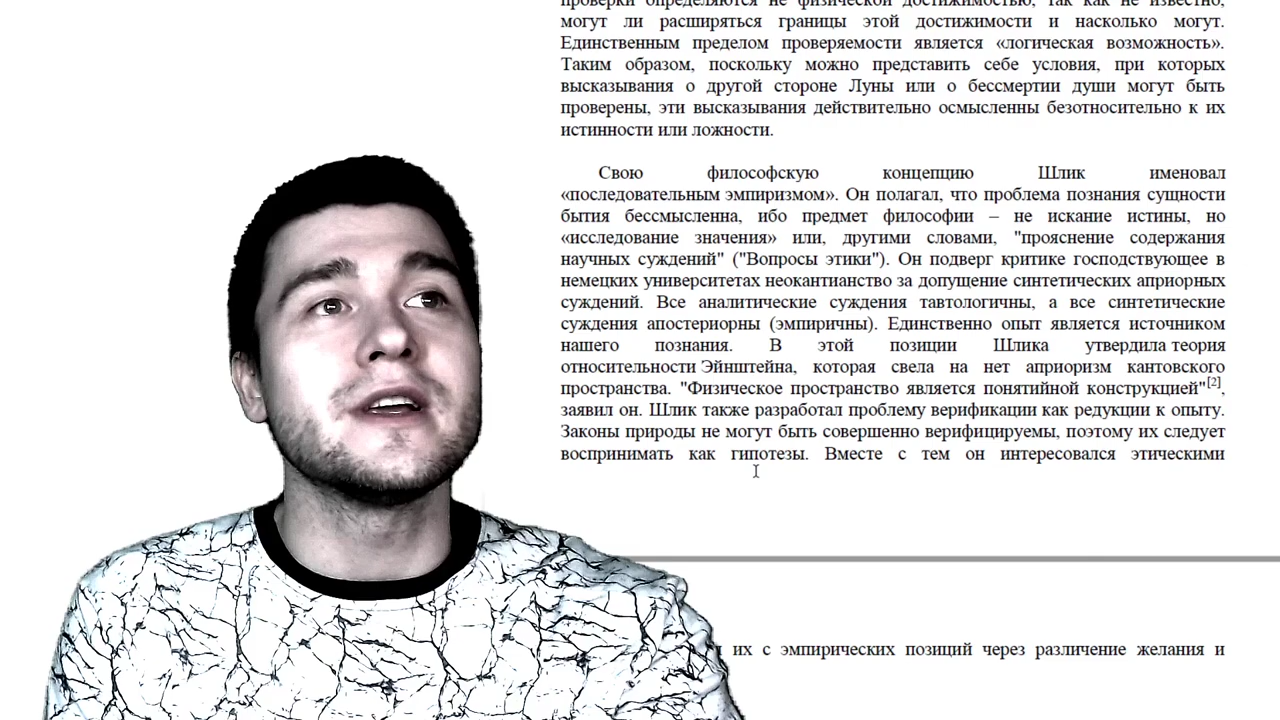 проверки определяются не физической достижимостью, так как не известно,
могут ли расширяться границы этой достижимости и насколько могут.
Единственным пределом проверяемости является «логическая возможность».
Таким образом, поскольку можно представить себе условия, при которых
высказывания о другой стороне Луны или о бессмертии души могут быть
проверены, эти высказывания действительно осмысленны безотносительно к их
истинности или ложности.
Свою философскую концепцию Шлик именовал
«последовательным эмпиризмом». Он полагал, что проблема познания сущности
бытия бессмысленна, ибо предмет философии – не искание истины, но
«исследование значения» или, другими словами, "прояснение содержания
научных суждений" ("Вопросы этики"). Он подверг критике господствующее в
немецких университетах неокантианство за допущение синтетических априорных
суждений. Все аналитические суждения тавтологичны, а все синтетические
суждения апостериорны (эмпиричны). Единственно опыт является источником
нашего познания. В этой позиции Шлика утвердила теория
относительности Эйнштейна, которая свела на нет априоризм кантовского
пространства. "Физическое пространство является понятийной конструкцией"[2],
заявил он. Шлик также разработал проблему верификации как редукции к опыту.
Законы природы не могут быть совершенно верифицируемы, поэтому их следует
воспринимать как гипотезы. Вместе с тем он интересовался этическими
их с эмпирических позиций через различение желания и